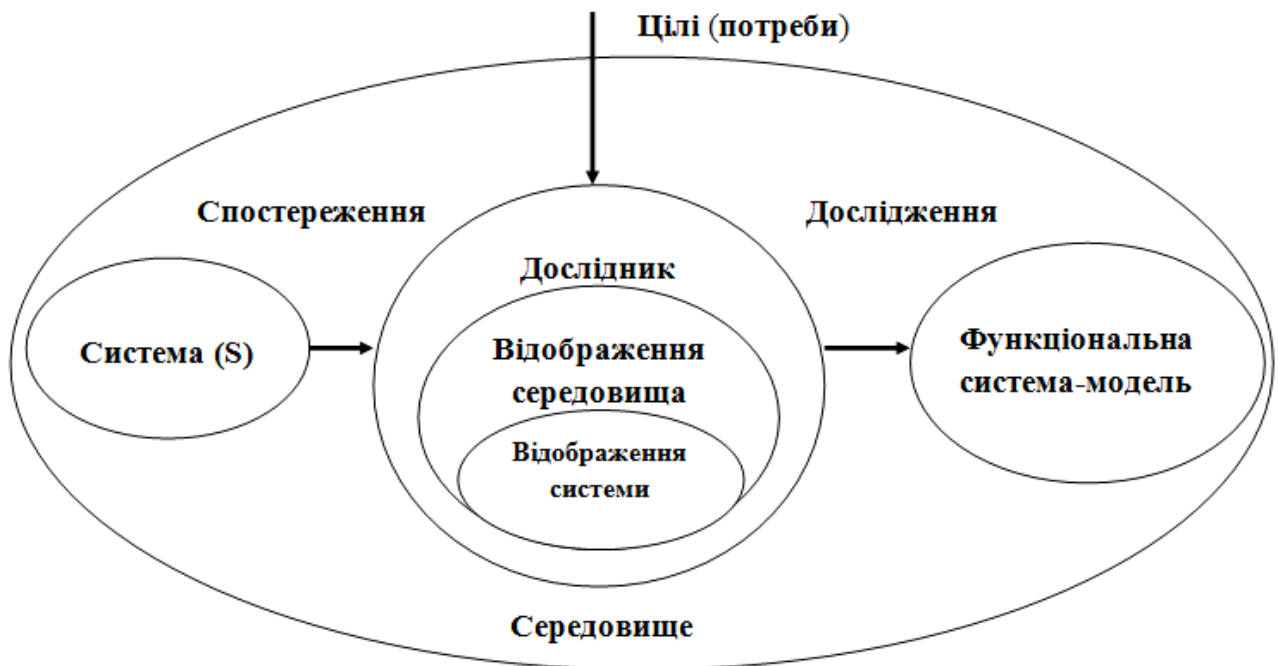 Цілі (потреби)
Спостереження
Дослідження
Дослідник
Система (S)
Відображення
середовища
Функціональна
система-модель
Відображення
системи
Середовище